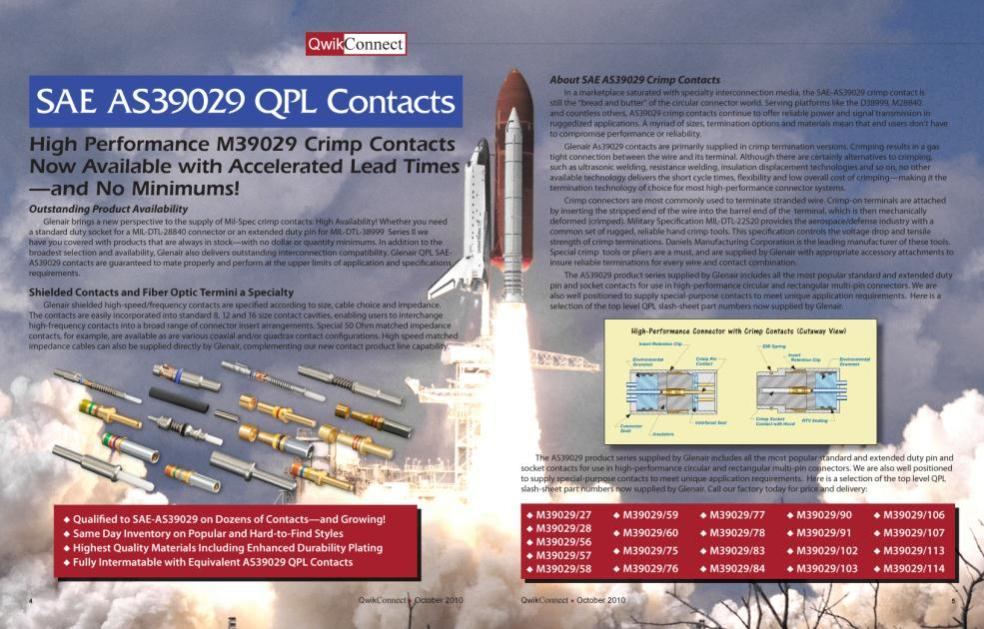 QwikConnect
SAE AS39029 QPL Contacts
High Performance M39029 Crimp Contacts
Now Available with Accelerated Lead Times
—and No Minimums!
Outstanding Product Availability
Glenair brings a new perspective to the supply of Mil-Spec crimp contacts: High Availability! Whether you need
a standard duty socket for a MIL-DTL-28840 connector or an extended duty pin for MIL-DTL-38999 Series II we
have you covered with products that are always in stock—with no dollar or quantity minimums. In addition to the
broadest selection and availability, Glenair also delivers outstanding interconnection compatibility. Glenair QPL SAE-
AS39029 contacts are guaranteed to mate properly and perform at the upper limits of application and specifications
requirements.
Shielded Contacts and Fiber Optic Termini a Specialty
Glenair shielded high-speed/frequency contacts are specified according to size, cable choice and impedance.
The contacts are easily incorporated into standard 8, 12 and 16 size contact cavities, enabling users to interchange
high-frequency contacts into a broad range of connector insert arrangements. Special 50 Ohm matched impedance
contacts, for example, are available as are various coaxial and/or quadrax contact configurations. High speed matched
impedance cables can also be supplied directly by Glenair, complementing our new contact product line capability.
◆ Qualified to SAE-AS39029 on Dozens of Contacts—and Growing!
◆ Same Day Inventory on Popular and Hard-to-Find Styles
◆ Highest Quality Materials Including Enhanced Durability Plating
◆ Fully Intermatable with Equivalent AS39029 QPL Contacts
4
QwikConnect • October 2010
About SAE AS39029 Crimp Contacts
In a marketplace saturated with specialty interconnection media, the SAE-AS39029 crimp contact is
still the "bread and butter" of the circular connector world. Serving platforms like the D38999, M28840
and countless others, AS39029 crimp contacts continue to offer reliable power and signal transmission in
ruggedized applications. A myriad of sizes, termination options and materials mean that end users don't have
to compromise performance or reliability.
Glenair As39029 contacts are primarily supplied in crimp termination versions. Crimping results in a gas
tight connection between the wire and its terminal. Although there are certainly alternatives to crimping,
such as ultrasonic welding, resistance welding, insulation displacement technologies and so on, no other
available technology delivers the short cycle times, flexibility and low overall cost of crimping—making it the
termination technology of choice for most high-performance connector systems.
Crimp connectors are most commonly used to terminate stranded wire. Crimp-on terminals are attached
by inserting the stripped end of the wire into the barrel end of the terminal, which is then mechanically
deformed (crimped). Military Specification MIL-DTL-22520 provides the aerospace/defense industry with a
common set of rugged, reliable hand crimp tools. This specification controls the voltage drop and tensile
strength of crimp terminations. Daniels Manufacturing Corporation is the leading manufacturer of these tools.
Special crimp tools or pliers are a must, and are supplied by Glenair with appropriate accessory attachments to
insure reliable terminations for every wire and contact combination.
The AS39029 product series supplied by Glenair includes all the most popular standard and extended duty
pin and socket contacts for use in high-performance circular and rectangular multi-pin connectors. We are
also well positioned to supply special-purpose contacts to meet unique application requirements. Here is a
selection of the top level QPL slash-sheet part numbers now supplied by Glenair.
High-Performance Connector with Crimp Contacts (Cutaway View)
Insert Retention Clip
Environmental
Grommet
Crimp Pin
Contact
Connector
Shell
Insulators
Interfacial Seal
EMI Spring
Insert
Retention Clip
Environmental
Grommet
Crimp Socket
Contact with Hood
RTV Sealing
The AS39029 product series supplied by Glenair includes all the most popular standard and extended duty pin and
socket contacts for use in high-performance circular and rectangular multi-pin connectors. We are also well positioned
to supply special-purpose contacts to meet unique application requirements. Here is a selection of the top level QPL
slash-sheet part numbers now supplied by Glenair. Call our factory today for price and delivery:
◆ M39029/27
◆ M39029/28
◆ M39029/56
◆ M39029/57
◆ M39029/58
◆ M39029/59
◆ M39029/60
◆ M39029/75
◆ M39029/76
◆ M39029/77
◆ M39029/78
◆ M39029/83
◆ M39029/84
◆ M39029/90
◆ M39029/91
◆ M39029/102
◆ M39029/103
◆ M39029/106
◆ M39029/107
◆ M39029/113
◆ M39029/114
QwikConnect • October 2010
5